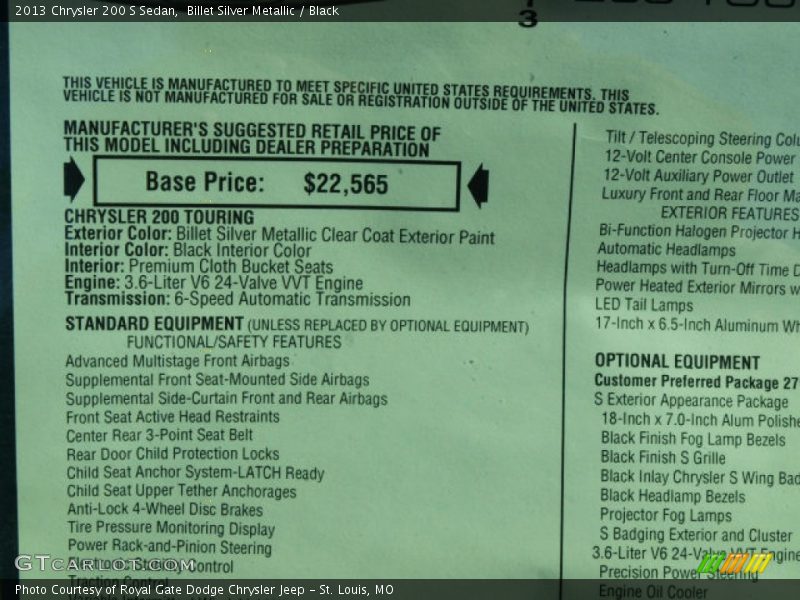 2013 Chrysler 200 S Sedan, Billet Silver Metallic / Black
3
THIS VEHICLE IS MANUFACTURED TO MEET SPECIFIC UNITED STATES REQUIREMENTS. THIS
VEHICLE IS NOT MANUFACTURED FOR SALE OR REGISTRATION OUTSIDE OF THE UNITED STATES.
MANUFACTURER'S SUGGESTED RETAIL PRICE OF
THIS MODEL INCLUDING DEALER PREPARATION
Base Price: $22,565
CHRYSLER 200 TOURING
Exterior Color: Billet Silver Metallic Clear Coat Exterior Paint
Interior Color: Black Interior Color
Interior: Premium Cloth Bucket Seats
Engine: 3.6-Liter V6 24-Valve VVT Engine
Transmission: 6-Speed Automatic Transmission
STANDARD EQUIPMENT (UNLESS REPLACED BY OPTIONAL EQUIPMENT)
FUNCTIONAL/SAFETY FEATURES
Advanced Multistage Front Airbags
Supplemental Front Seat-Mounted Side Airbags
Supplemental Side-Curtain Front and Rear Airbags
Front Seat Active Head Restraints
Center Rear 3-Point Seat Belt
Rear Door Child Protection Locks
Child Seat Anchor System-LATCH Ready
Child Seat Upper Tether Anchorages
Anti-Lock 4-Wheel Disc Brakes
Tire Pressure Monitoring Display
Power Rack-and-Pinion Steering
Control
Traction Control
Tilt / Telescoping Steering Colu
12-Volt Center Console Power
12-Volt Auxiliary Power Outlet
Luxury Front and Rear Floor Ma
EXTERIOR FEATURES
Bi-Function Halogen Projector H
Automatic Headlamps
Headlamps with Turn-Off Time D
Power Heated Exterior Mirrors w
LED Tail Lamps
17-Inch x 6.5-Inch Aluminum Wh
OPTIONAL EQUIPMENT
Customer Preferred Package 27
S Exterior Appearance Package
18-Inch x 7.0-Inch Alum Polishe
Black Finish Fog Lamp Bezels
Black Finish S Grille
Black Inlay Chrysler S Wing Bad
Black Headlamp Bezels
Projector Fog Lamps
S Badging Exterior and Cluster
3.6-Liter V6 24-Valve VVT Engine
Precision Power Steering
Engine Oil Cooler
GTCARLOT.COM
Photo Courtesy of Royal Gate Dodge Chrysler Jeep – St. Louis, MO